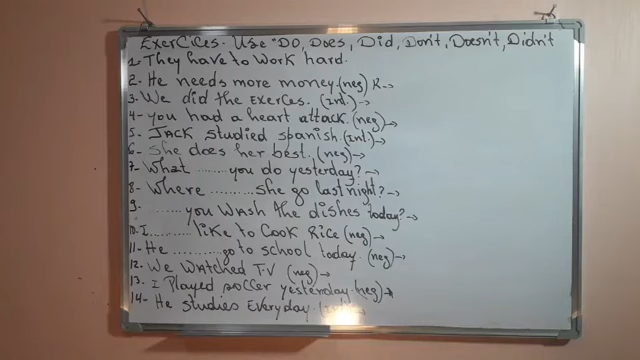 Exercices. Use "Do, Does, Did, Don't, Doesn't, Didn't
1- They have to work hard.
2- He needs more money. (neg) R→
3- We did the Exerces. (int.)→
4- you had a heart attack. (neg)→
5- Jack studied spanish. (int.)→
6- She does her best. (neg)→
7- What ........ you do yesterday?→
8- Where .......... she go last night?→
9- ....... you wash the dishes today?→
10. I......... like to Cook Rice (neg)→
11- He ........... go to school today. (neg)→
12- We watched T.V (neg)→
13- I Played soccer yesterday. (neg)→
14- He studies Everyday. (int)→